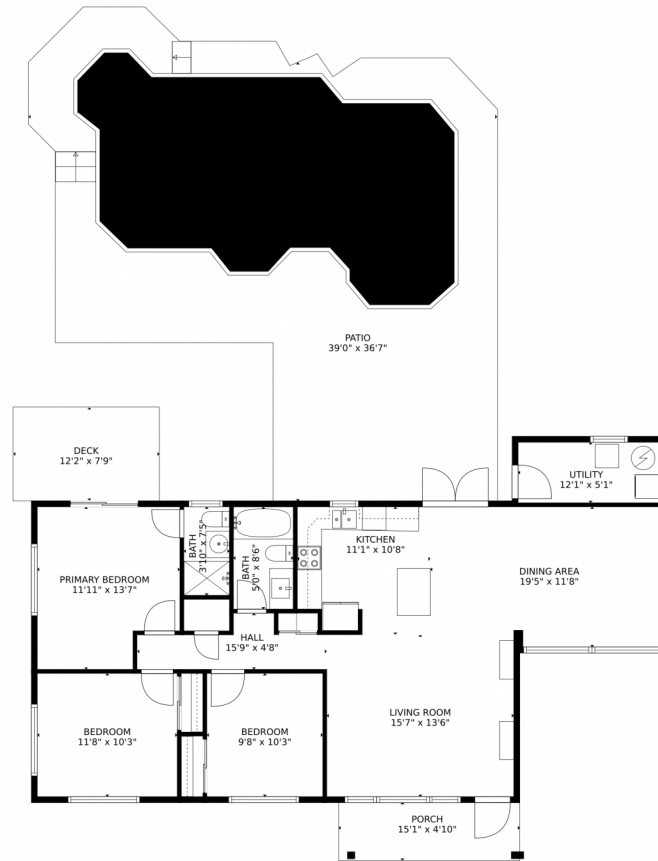 PATIO
39'0" x 36'7"
DECK
12'2" x 7'9"
UTILITY
12'1" x 5'1"
BATH
3'10" x 7'5"
BATH
5'0" x 8'6"
KITCHEN
11'1" x 10'8"
PRIMARY BEDROOM
11'11" x 13'7"
DINING AREA
19'5" x 11'8"
HALL
15'9" x 4'8"
LIVING ROOM
15'7" x 13'6"
BEDROOM
11'8" x 10'3"
BEDROOM
9'8" x 10'3"
PORCH
15'1" x 4'10"